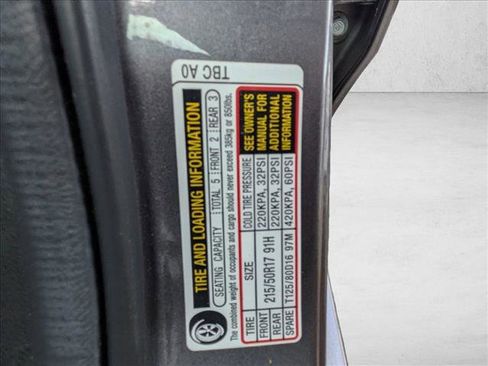 TBC A0
TIRE AND LOADING INFORMATION
SEATING CAPACITY TOTAL 5 FRONT 2 REAR 3
The combined weight of occupants and cargo should never exceed 385kg or 850lbs.
TIRE SIZE COLD TIRE PRESSURE
FRONT 215/50R17 91H 220KPA, 32PSI
REAR 220KPA, 32PSI
SPARE T125/80D16 97M 420KPA, 60PSI
SEE OWNER'S
MANUAL FOR
ADDITIONAL
INFORMATION